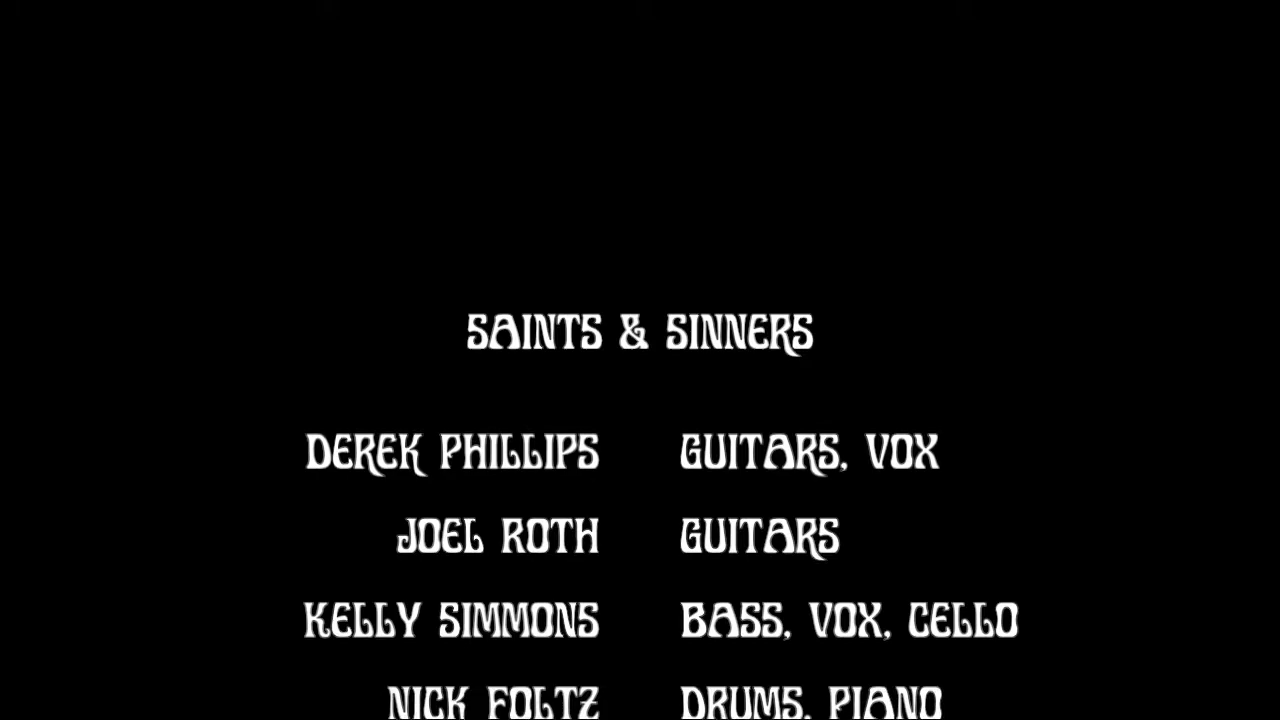 SAINTS & SINNERS
DEREK PHILLIPS GUITARS, VOX
JOEL ROTH GUITARS
KELLY SIMMONS BASS, VOX, CELLO
NICK FOLTZ DRUMS, PIANO